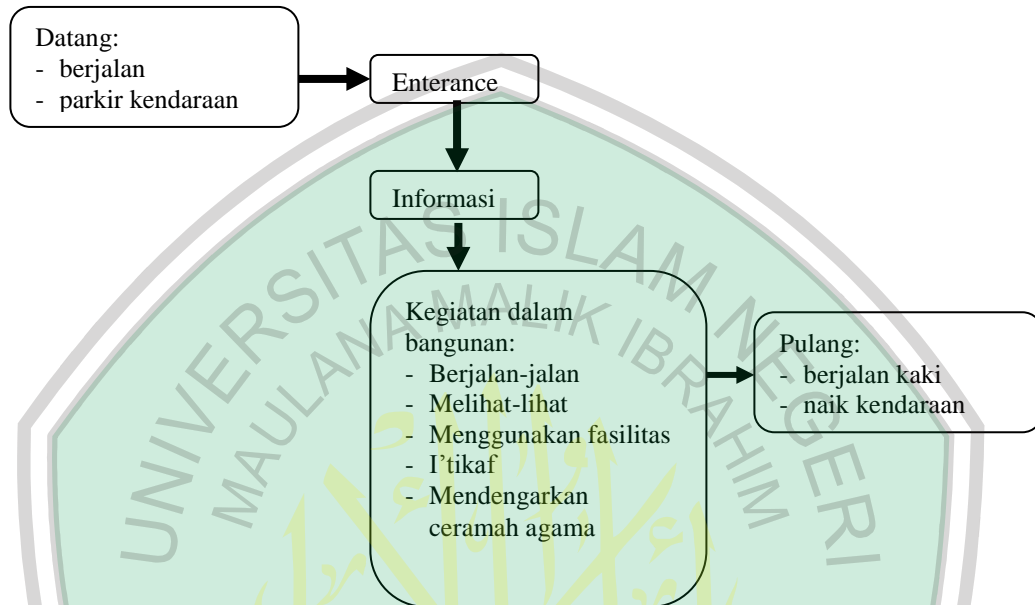 Datang:
- berjalan
- parkir kendaraan
Enterance
Informasi
Kegiatan dalam
bangunan:
- Berjalan-jalan
- Melihat-lihat
- Menggunakan fasilitas
- I’tikaf
- Mendengarkan
ceramah agama
Pulang:
- berjalan kaki
- naik kendaraan
UNIVERSITAS ISLAM NEGERI
MAULANA MALIK IBRAHIM